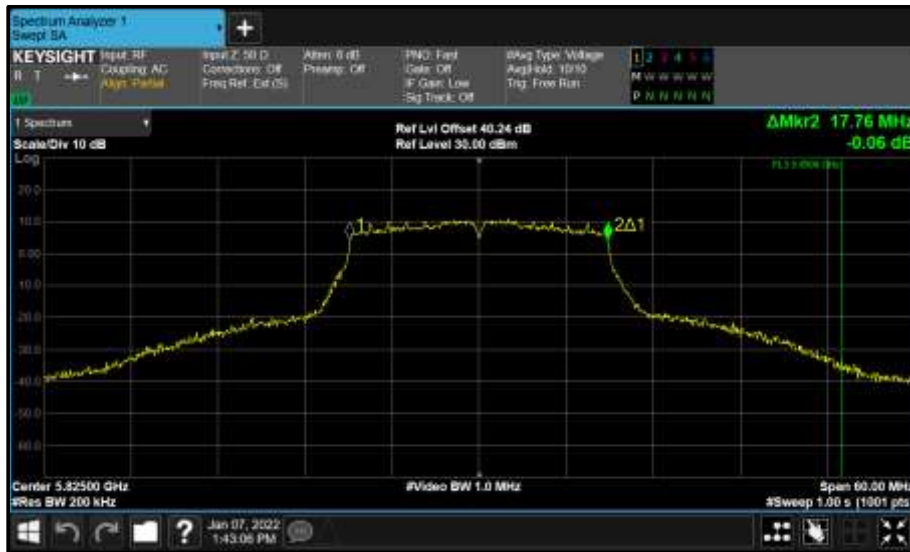 Spectrum Analyzer 1
Swept SA
+
KEYSIGHT
R T
Input: RF
Coupling: AC
Align: Partial
Input Z: 50 Ω
Corrections: Off
Freq Ref: Ext (S)
Atten: 6 dB
Preamp: Off
PNO: Fast
Gate: Off
IF Gain: Low
Sig Track: Off
#Avg Type: Voltage
Avg|Hold: 10/10
Trig: Free Run
1 2 3 4 5 6
M W W W W W
P N N N N N
1 Spectrum
Scale/Div 10 dB
Ref Lvl Offset 40.24 dB
Ref Level 30.00 dBm
ΔMkr2 17.76 MHz
-0.06 dB
Log
20.0
10.0
0.00
-20.0
-40.0
-50.0
-60.0
1
2Δ1
Center 5.82500 GHz
#Res BW 200 kHz
#Video BW 1.0 MHz
Span 60.00 MHz
#Sweep 1.00 s (1001 pts
?
Jan 07, 2022
1:43:06 PM